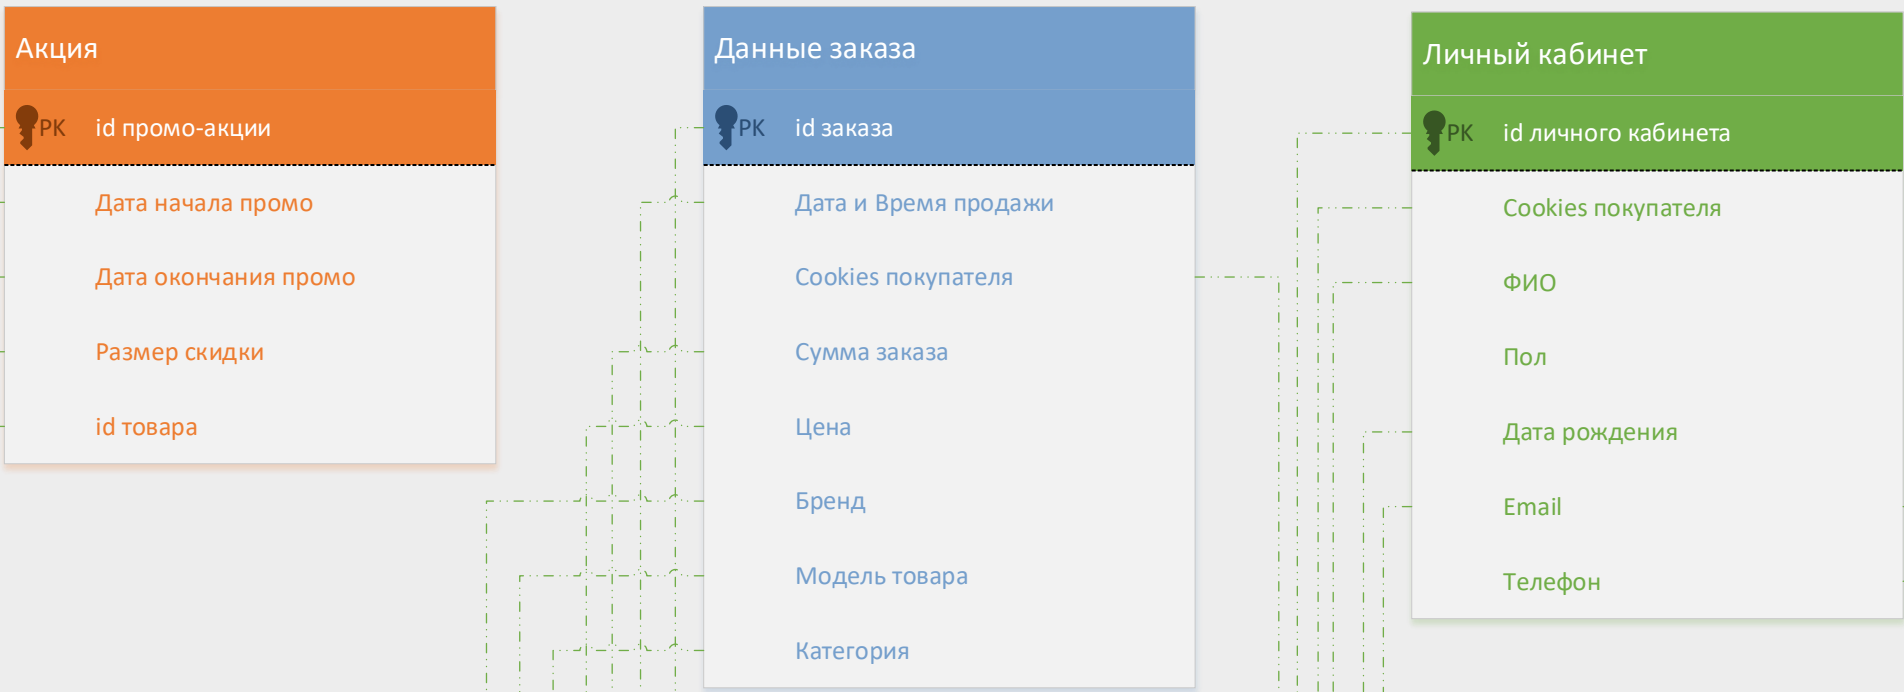 Акция
PK id промо-акции
Дата начала промо
Дата окончания промо
Размер скидки
id товара
Данные заказа
PK id заказа
Дата и Время продажи
Cookies покупателя
Сумма заказа
Цена
Бренд
Модель товара
Категория
Личный кабинет
PK id личного кабинета
Cookies покупателя
ФИО
Пол
Дата рождения
Email
Телефон